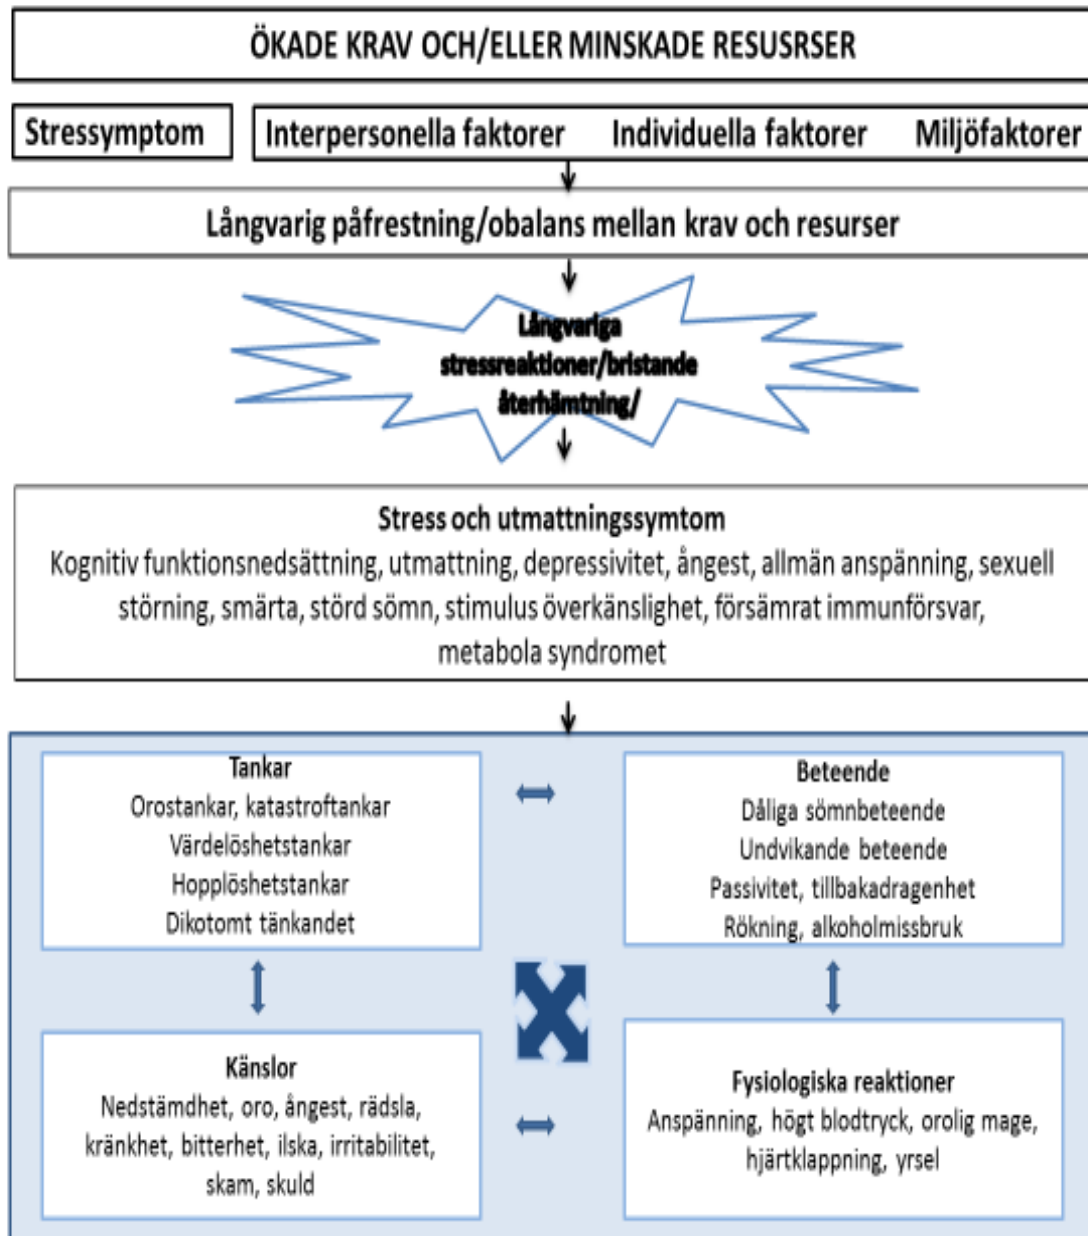 ÖKADE KRAV OCH/ELLER MINSKADE RESUSRSER
Stressymptom
Interpersonella faktorer Individuella faktorer Miljöfaktorer
Långvarig påfrestning/obalans mellan krav och resurser
Långvariga
stressreaktioner/bristande
återhämtning/
Stress och utmattningssymtom
Kognitiv funktionsnedsättning, utmattning, depressivitet, ångest, allmän anspänning, sexuell
störning, smärta, störd sömn, stimulus överkänslighet, försämrat immunförsvar,
metabola syndromet
Tankar
Orostankar, katastroftankar
Värdelöshetstankar
Hopplöshetstankar
Dikotomt tänkandet
Beteende
Dåliga sömnbeteende
Undvikande beteende
Passivitet, tillbakadragenhet
Rökning, alkoholmissbruk
Känslor
Nedstämdhet, oro, ångest, rädsla,
kränkhet, bitterhet, ilska, irritabilitet,
skam, skuld
Fysiologiska reaktioner
Anspänning, högt blodtryck, orolig mage,
hjärtklappning, yrsel